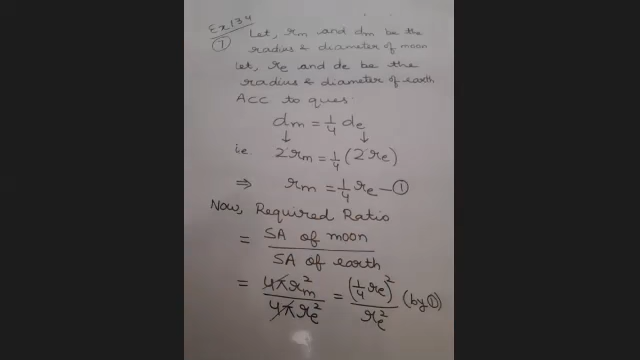 Ex 13.4
① Let, rm and dm be the
radius & diameter of moon
Let, re and de be the
radius & diameter of earth
ACC to ques:
dm = 1/4 de
↓ ↓
i.e. 2rm = 1/4 (2re)
⇒ rm = 1/4 re — ①
Now, Required Ratio
= SA of moon / SA of earth
= 4πrm² / 4πre² = (1/4 re)² / re² (by ①)